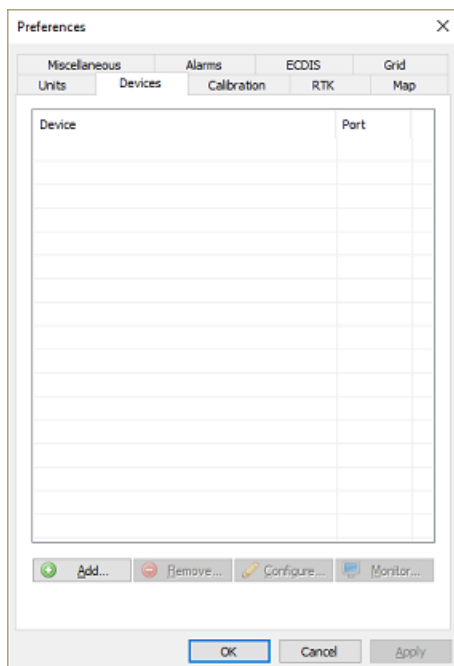 Preferences
Miscellaneous Alarms ECDIS Grid
Units Devices Calibration RTK Map
Device Port
Add... Remove... Configure... Monitor...
OK Cancel Apply